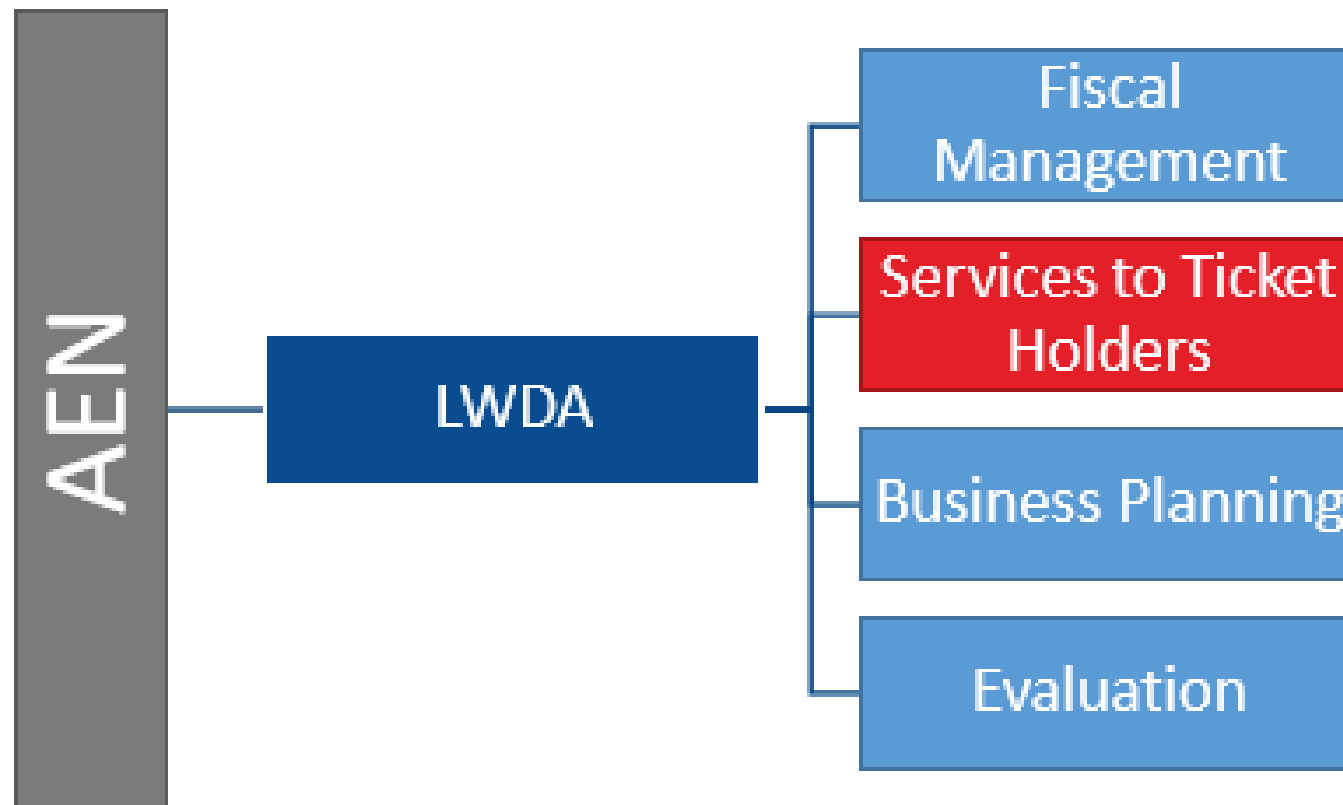 AEN
LWDA
Fiscal
Management
Services to Ticket
Holders
Business Planning
Evaluation